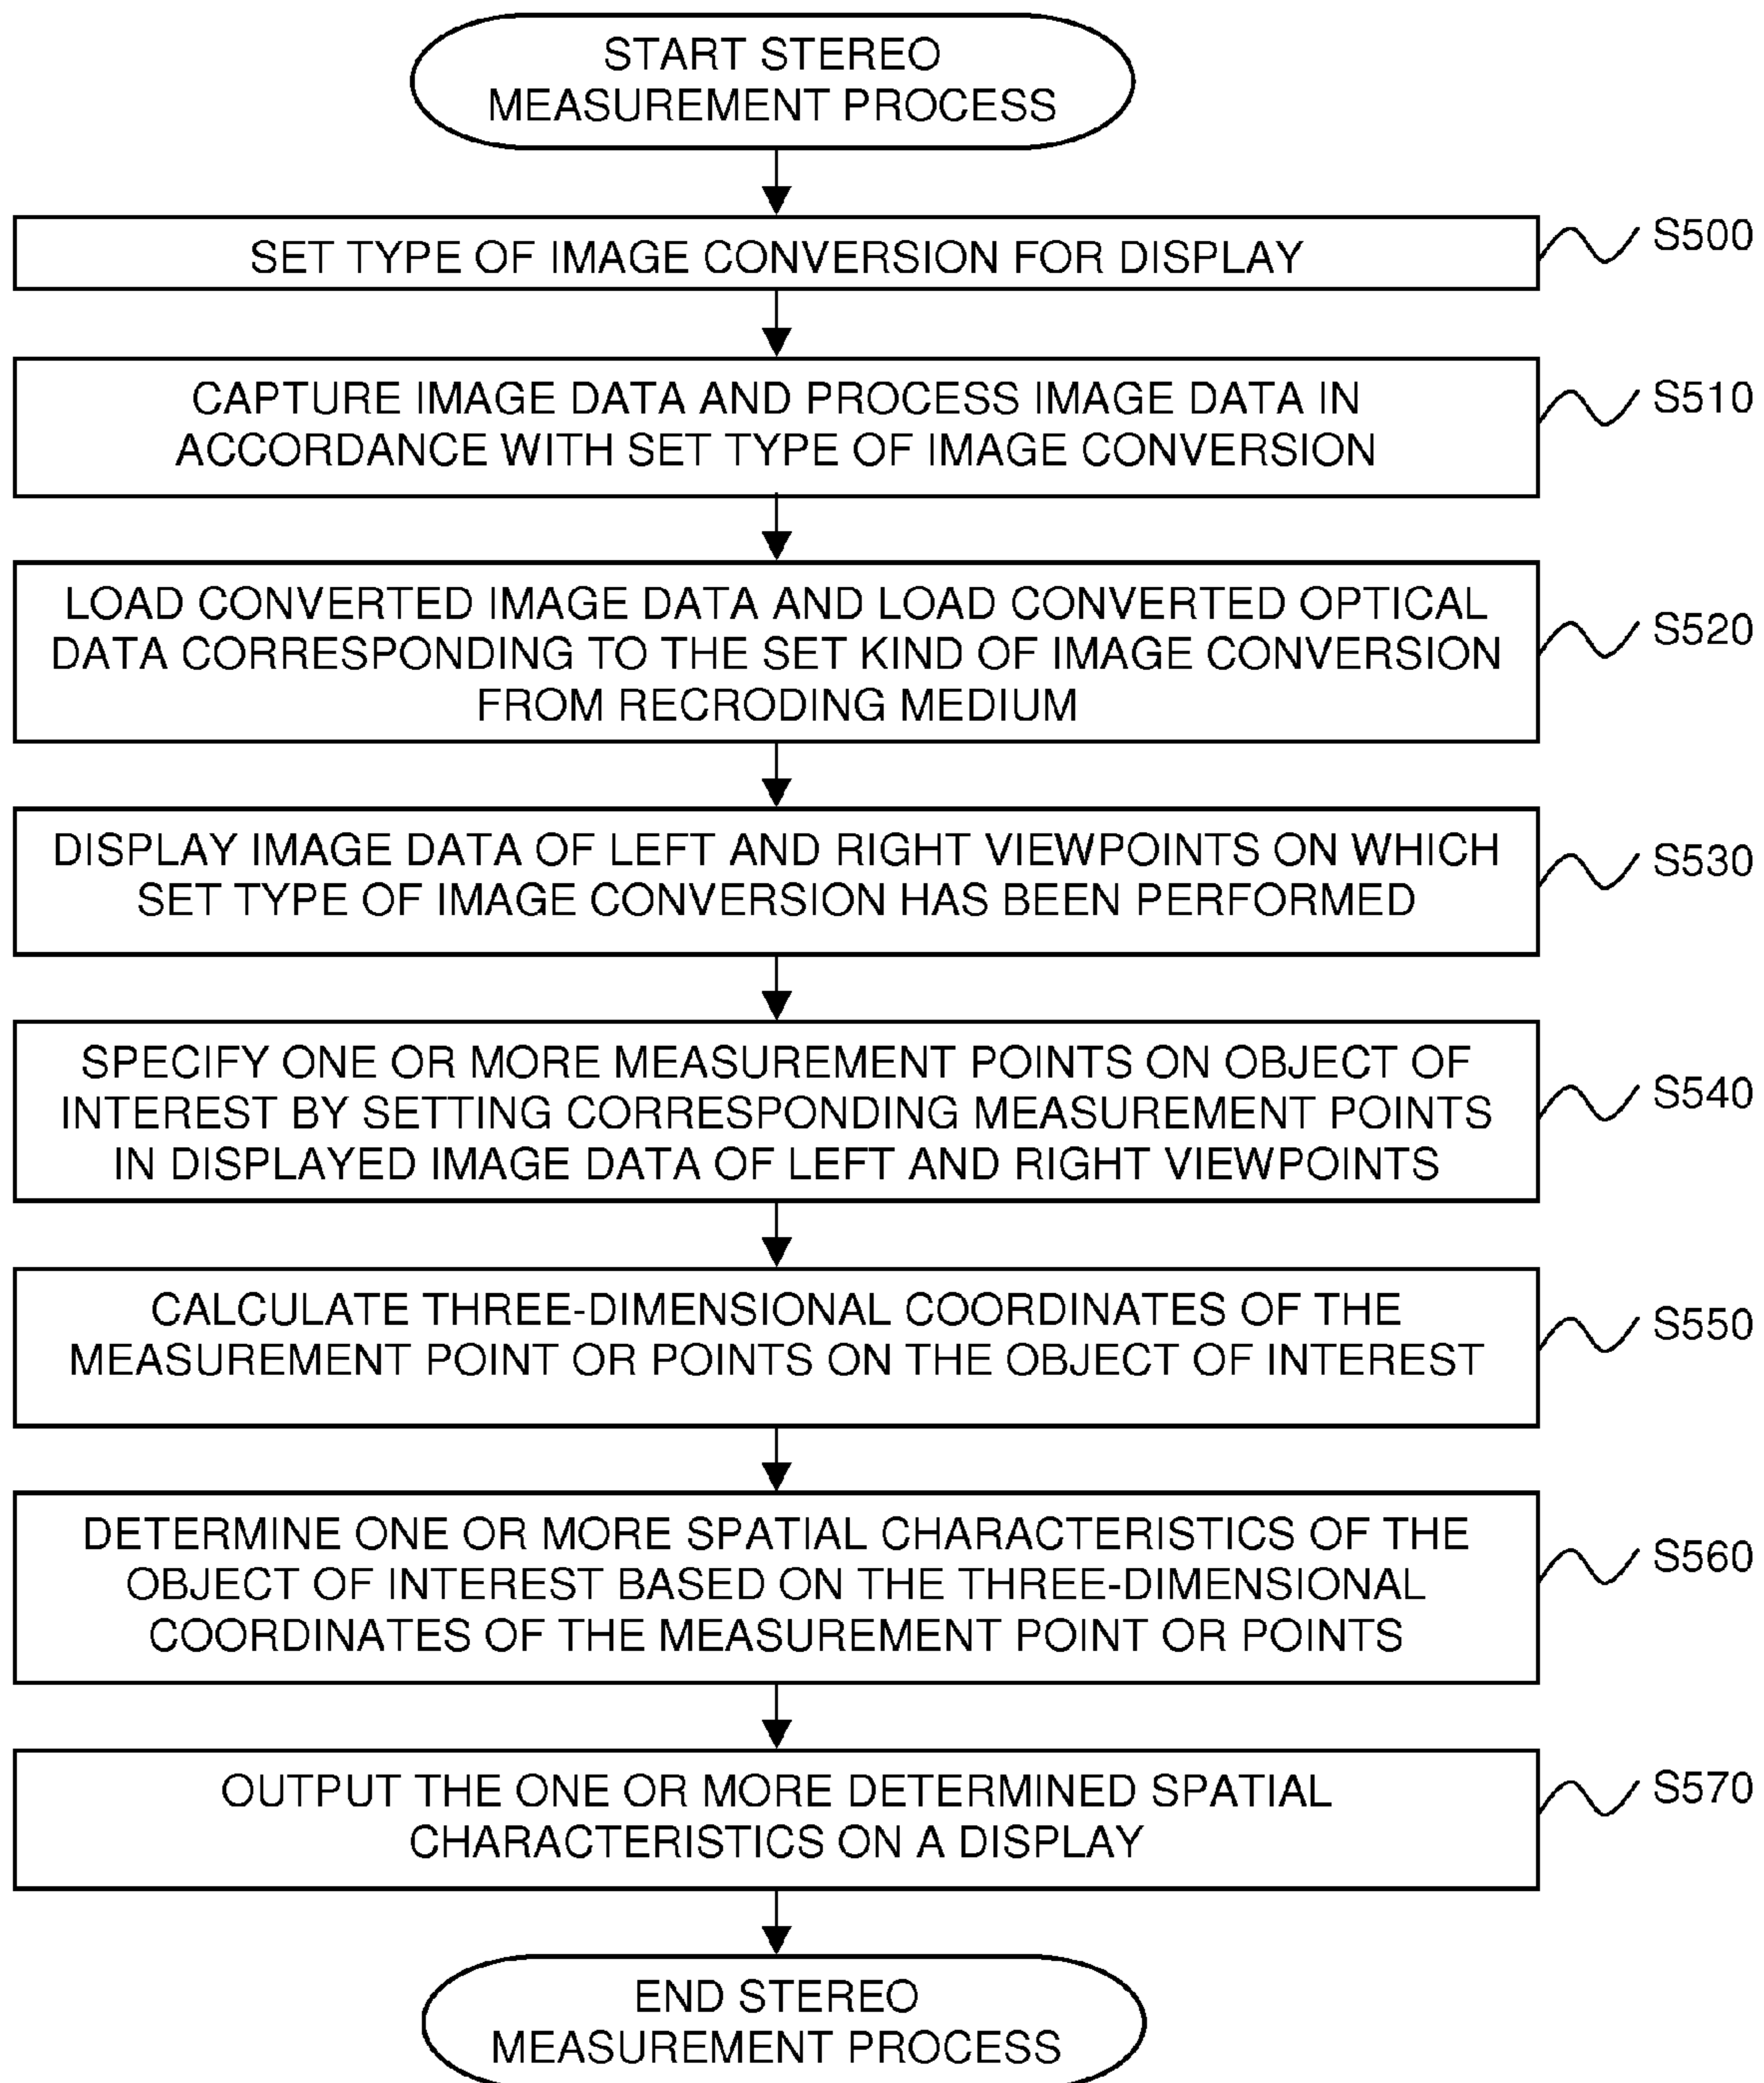 START STEREO
MEASUREMENT PROCESS
SET TYPE OF IMAGE CONVERSION FOR DISPLAY
S500
CAPTURE IMAGE DATA AND PROCESS IMAGE DATA IN
ACCORDANCE WITH SET TYPE OF IMAGE CONVERSION
S510
LOAD CONVERTED IMAGE DATA AND LOAD CONVERTED OPTICAL
DATA CORRESPONDING TO THE SET KIND OF IMAGE CONVERSION
FROM RECRODING MEDIUM
S520
DISPLAY IMAGE DATA OF LEFT AND RIGHT VIEWPOINTS ON WHICH
SET TYPE OF IMAGE CONVERSION HAS BEEN PERFORMED
S530
SPECIFY ONE OR MORE MEASUREMENT POINTS ON OBJECT OF
INTEREST BY SETTING CORRESPONDING MEASUREMENT POINTS
IN DISPLAYED IMAGE DATA OF LEFT AND RIGHT VIEWPOINTS
S540
CALCULATE THREE-DIMENSIONAL COORDINATES OF THE
MEASUREMENT POINT OR POINTS ON THE OBJECT OF INTEREST
S550
DETERMINE ONE OR MORE SPATIAL CHARACTERISTICS OF THE
OBJECT OF INTEREST BASED ON THE THREE-DIMENSIONAL
COORDINATES OF THE MEASUREMENT POINT OR POINTS
S560
OUTPUT THE ONE OR MORE DETERMINED SPATIAL
CHARACTERISTICS ON A DISPLAY
S570
END STEREO
MEASUREMENT PROCESS